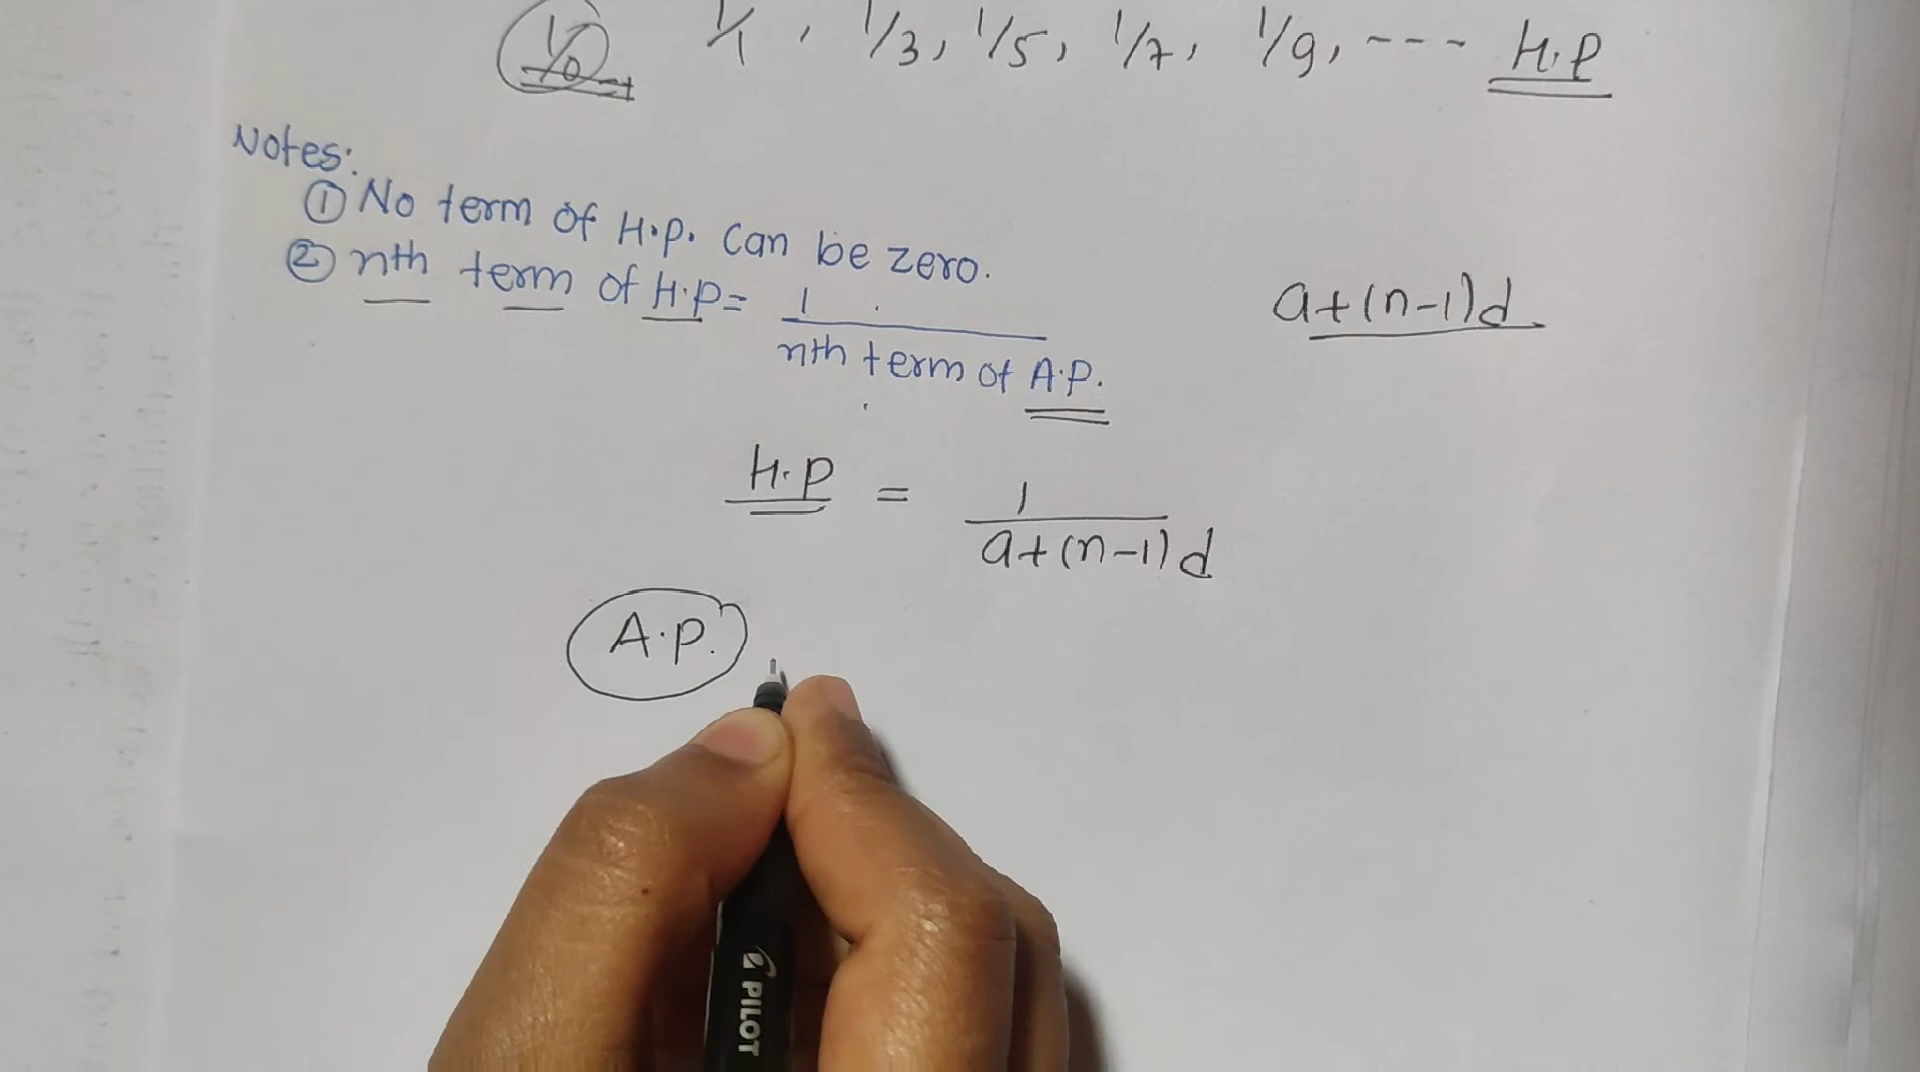 1/0 1/1, 1/3, 1/5, 1/7, 1/9, ---- H.P
Notes:
① No term of H.P. can be zero.
② nth term of H.P = 1
nth term of A.P.
a+(n-1)d
H.P = 1
a+(n-1)d
A.P.
PILOT